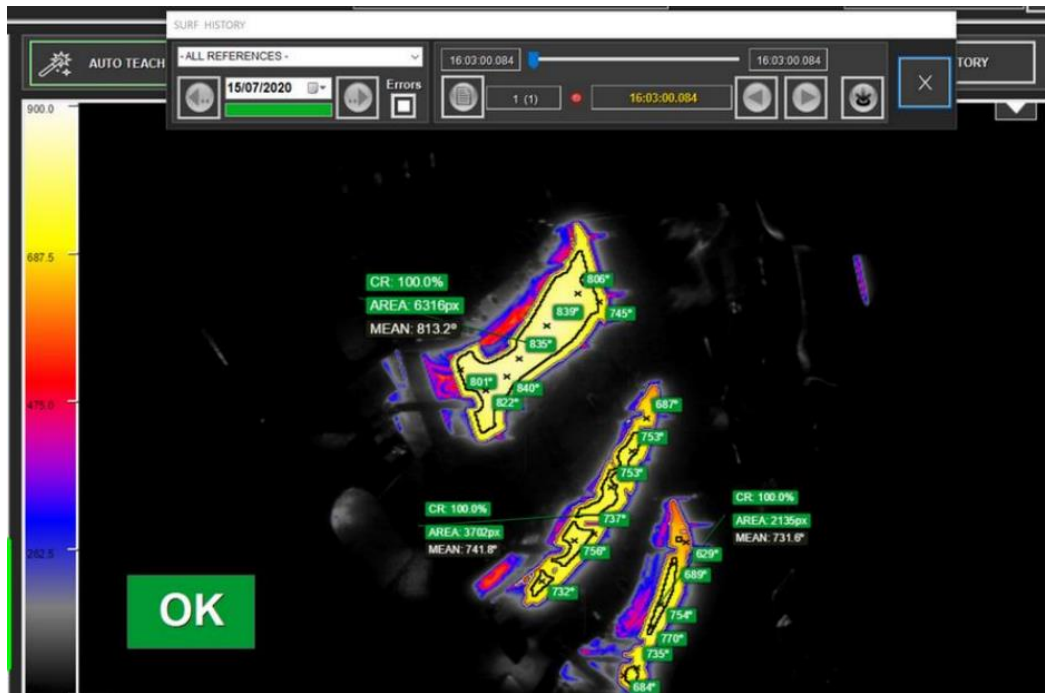 SURF HISTORY
AUTO TEACH
- ALL REFERENCES -
15/07/2020
Errors
16:03:00.084
16:03:00.084
1 (1)
16:03:00.084
X
TORY
900.0
687.5
475.0
262.5
CR: 100.0%
AREA: 6316px
MEAN: 813.2°
806°
839°
745°
835°
801°
840°
822°
687°
753°
753°
CR: 100.0%
AREA: 3702px
MEAN: 741.8°
737°
756°
732°
CR: 100.0%
AREA: 2135px
MEAN: 731.6°
629°
689°
754°
770°
735°
684°
OK